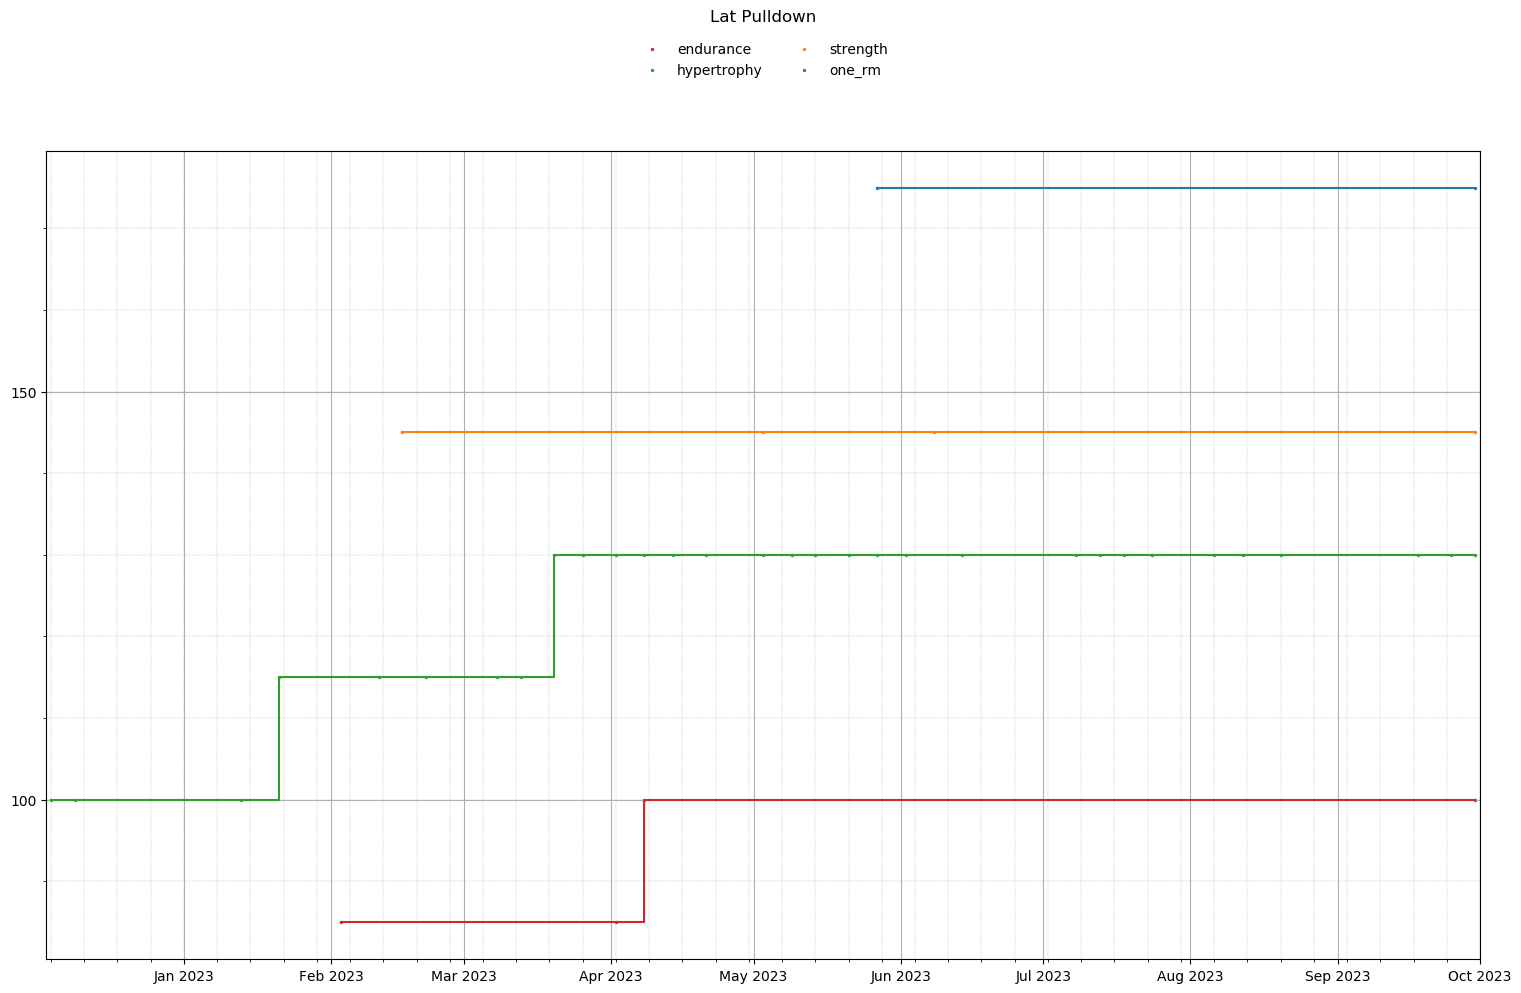 Lat Pulldown
endurance strength
hypertrophy one_rm
150
100
Jan 2023 Feb 2023 Mar 2023 Apr 2023 May 2023 Jun 2023 Jul 2023 Aug 2023 Sep 2023 Oct 2023